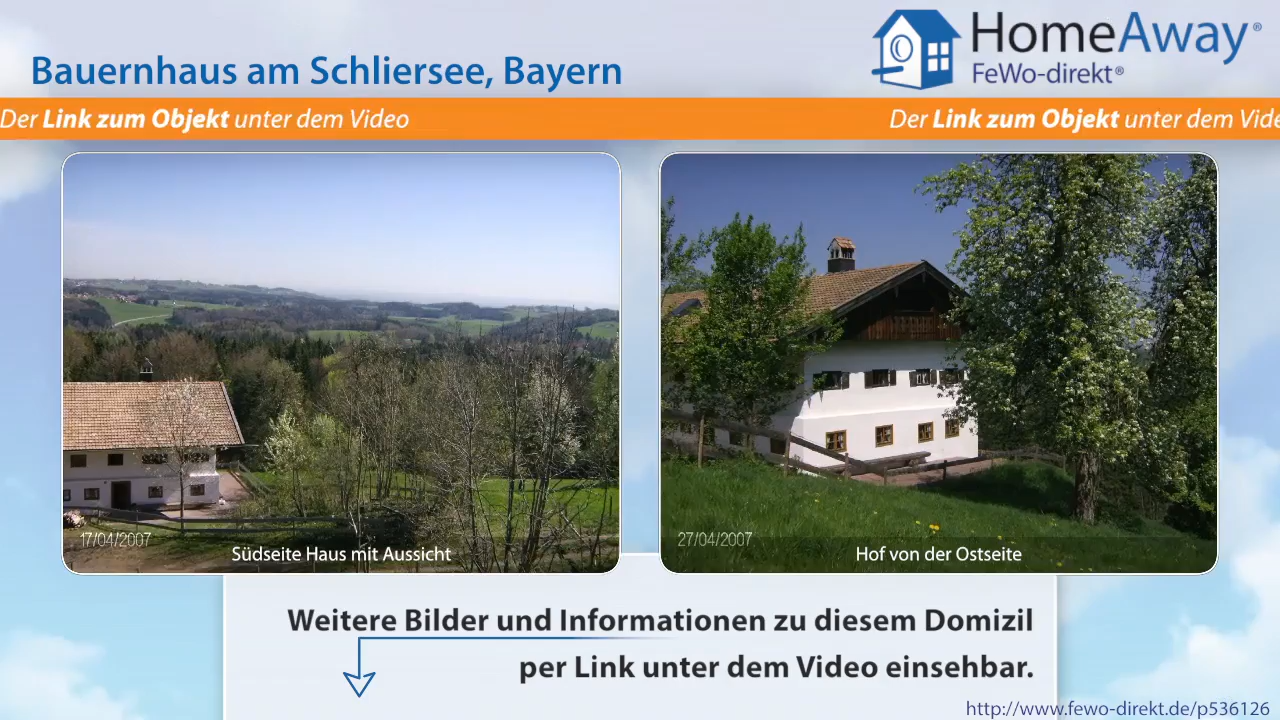 HomeAway®
FeWo-direkt®
Bauernhaus am Schliersee, Bayern
Der Link zum Objekt unter dem Video
Der Link zum Objekt unter dem Vide
17/04/2007
Südseite Haus mit Aussicht
27/04/2007
Hof von der Ostseite
Weitere Bilder und Informationen zu diesem Domizil
per Link unter dem Video einsehbar.
http://www.fewo-direkt.de/p536126